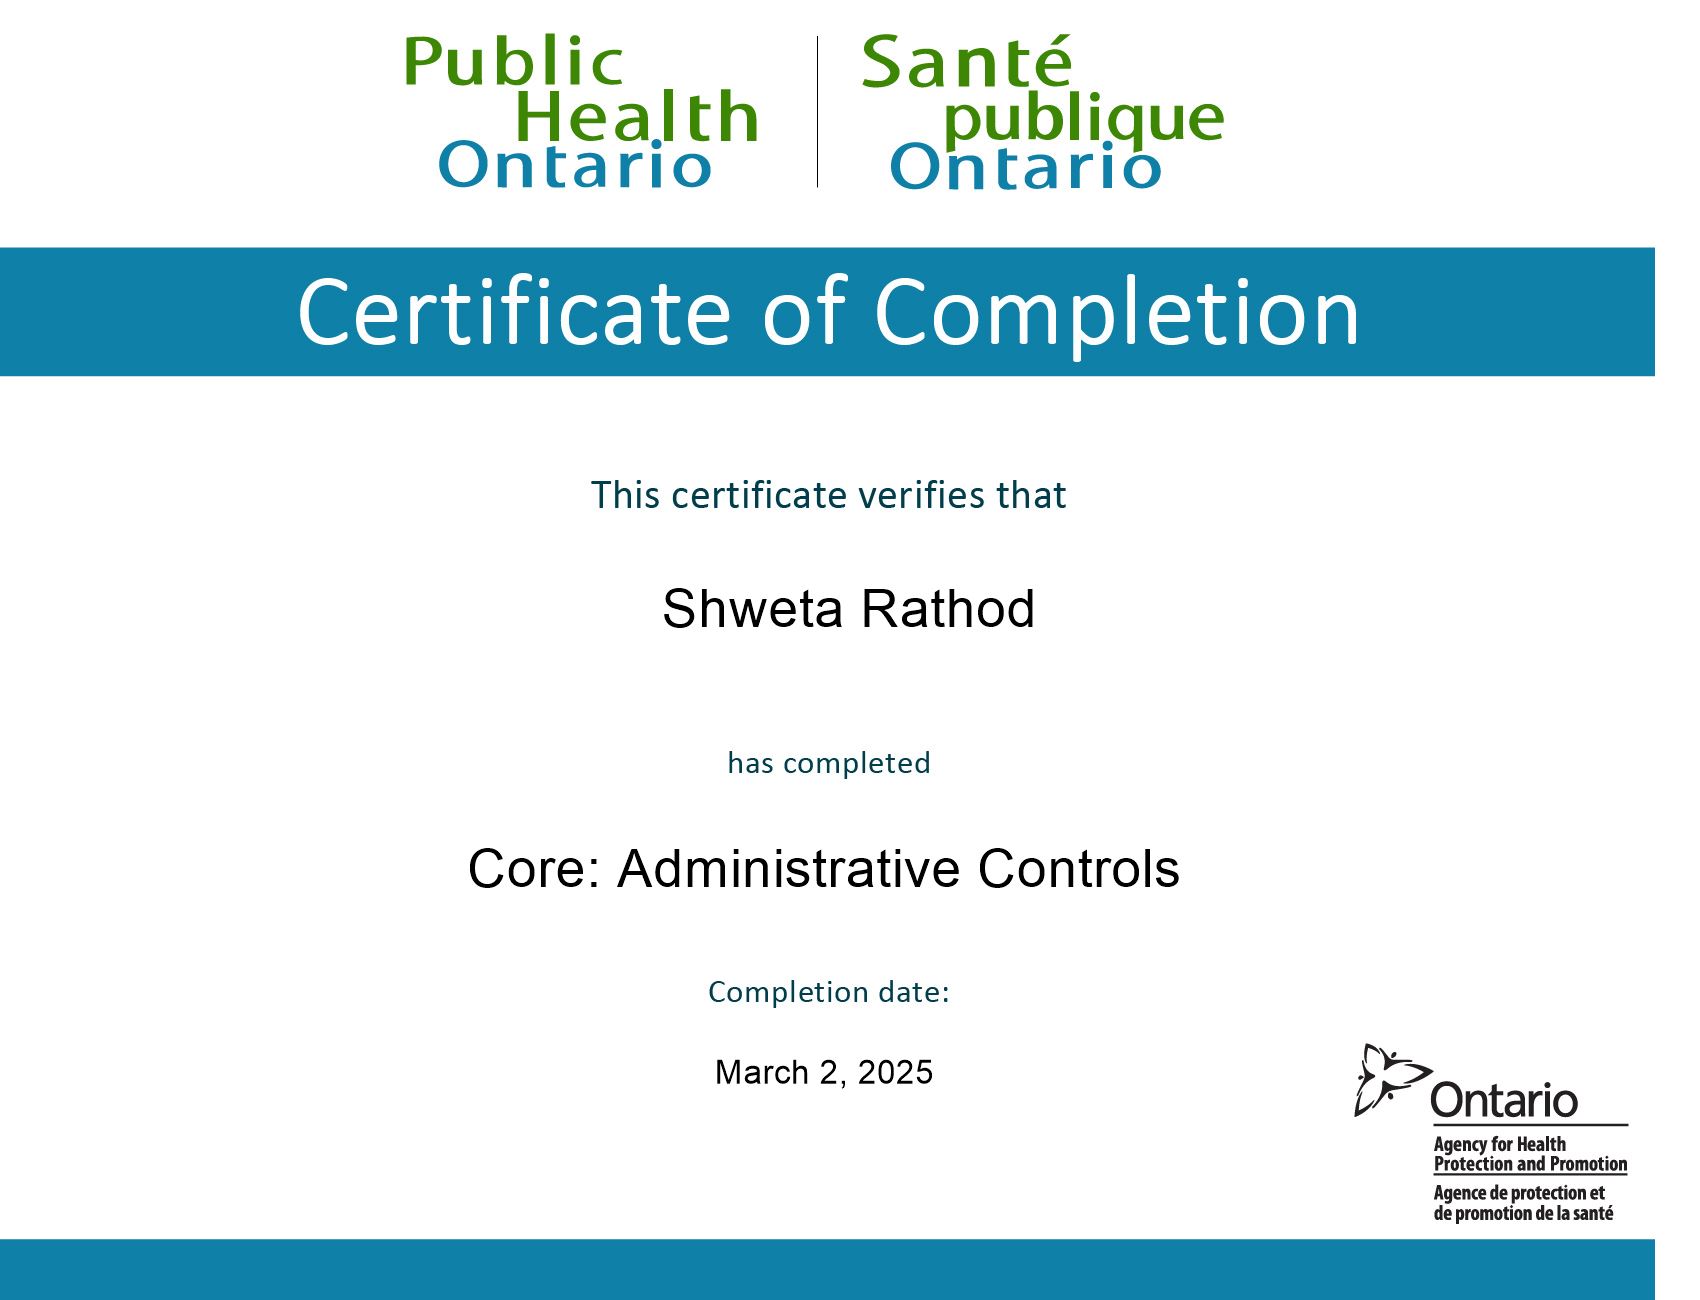 Public
Health
Ontario
Santé
publique
Ontario
Certificate of Completion
This certificate verifies that
Shweta Rathod
has completed
Core: Administrative Controls
Completion date:
March 2, 2025
Ontario
Agency for Health
Protection and Promotion
Agence de protection et
de promotion de la santé